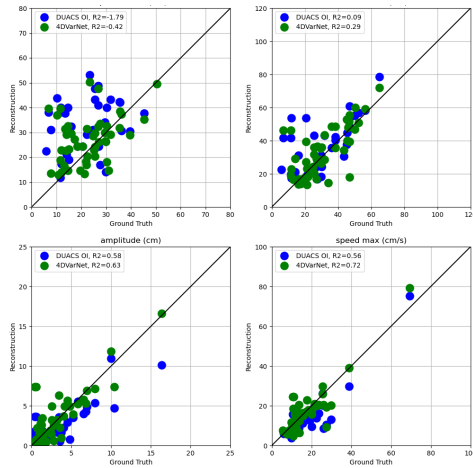 80
DUACS OI, R2=-1.79
4DVarNet, R2=-0.42
70
60
50
40
30
20
10
0
Reconstruction
0 10 20 30 40 50 60 70 80
Ground Truth
120
DUACS OI, R2=0.09
4DVarNet, R2=0.29
100
80
60
40
20
0
Reconstruction
0 20 40 60 80 100 120
Ground Truth
amplitude (cm)
25
DUACS OI, R2=0.58
4DVarNet, R2=0.63
20
15
10
5
0
Reconstruction
0 5 10 15 20 25
Ground Truth
speed max (cm/s)
100
DUACS OI, R2=0.56
4DVarNet, R2=0.72
80
60
40
20
0
Reconstruction
0 20 40 60 80
Ground Truth